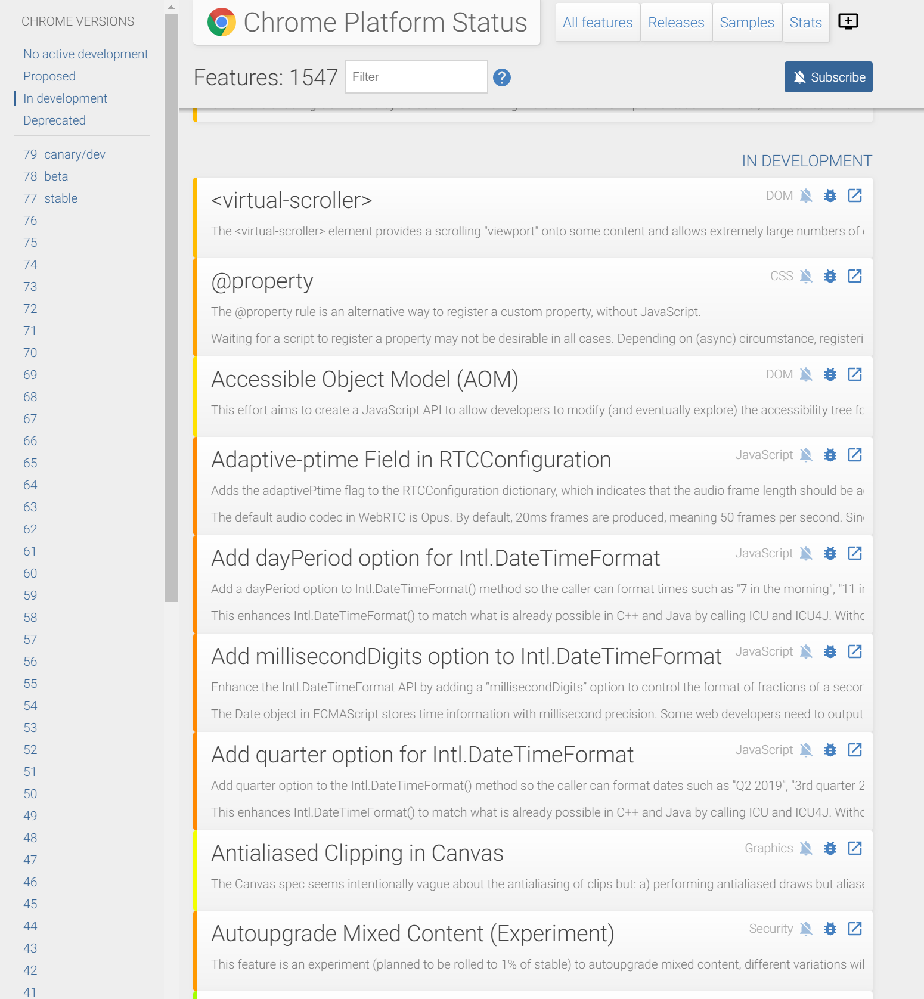 CHROME VERSIONS
No active development
Proposed
In development
Deprecated
79 canary/dev
78 beta
77 stable
76
75
74
73
72
71
70
69
68
67
66
65
64
63
62
61
60
59
58
57
56
55
54
53
52
51
50
49
48
47
46
45
44
43
42
41
Chrome Platform Status
All features
Releases
Samples
Stats
Features: 1547
Filter
?
Subscribe
IN DEVELOPMENT
<virtual-scroller>
DOM
The <virtual-scroller> element provides a scrolling "viewport" onto some content and allows extremely large numbers of
@property
CSS
The @property rule is an alternative way to register a custom property, without JavaScript.
Waiting for a script to register a property may not be desirable in all cases. Depending on (async) circumstance, registeri
Accessible Object Model (AOM)
DOM
This effort aims to create a JavaScript API to allow developers to modify (and eventually explore) the accessibility tree fo
Adaptive-ptime Field in RTCConfiguration
JavaScript
Adds the adaptivePtime flag to the RTCConfiguration dictionary, which indicates that the audio frame length should be a
The default audio codec in WebRTC is Opus. By default, 20ms frames are produced, meaning 50 frames per second. Sin
Add dayPeriod option for Intl.DateTimeFormat
JavaScript
Add a dayPeriod option to Intl.DateTimeFormat() method so the caller can format times such as "7 in the morning", "11 i
This enhances Intl.DateTimeFormat() to match what is already possible in C++ and Java by calling ICU and ICU4J. Witho
Add millisecondDigits option to Intl.DateTimeFormat
JavaScript
Enhance the Intl.DateTimeFormat API by adding a “millisecondDigits” option to control the format of fractions of a secon
The Date object in ECMAScript stores time information with millisecond precision. Some web developers need to output
Add quarter option for Intl.DateTimeFormat
JavaScript
Add quarter option to the Intl.DateTimeFormat() method so the caller can format dates such as "Q2 2019", "3rd quarter 2
This enhances Intl.DateTimeFormat() to match what is already possible in C++ and Java by calling ICU and ICU4J. Witho
Antialiased Clipping in Canvas
Graphics
The Canvas spec seems intentionally vague about the antialiasing of clips but: a) performing antialiased draws but aliase
Autoupgrade Mixed Content (Experiment)
Security
This feature is an experiment (planned to be rolled to 1% of stable) to autoupgrade mixed content, different variations wil